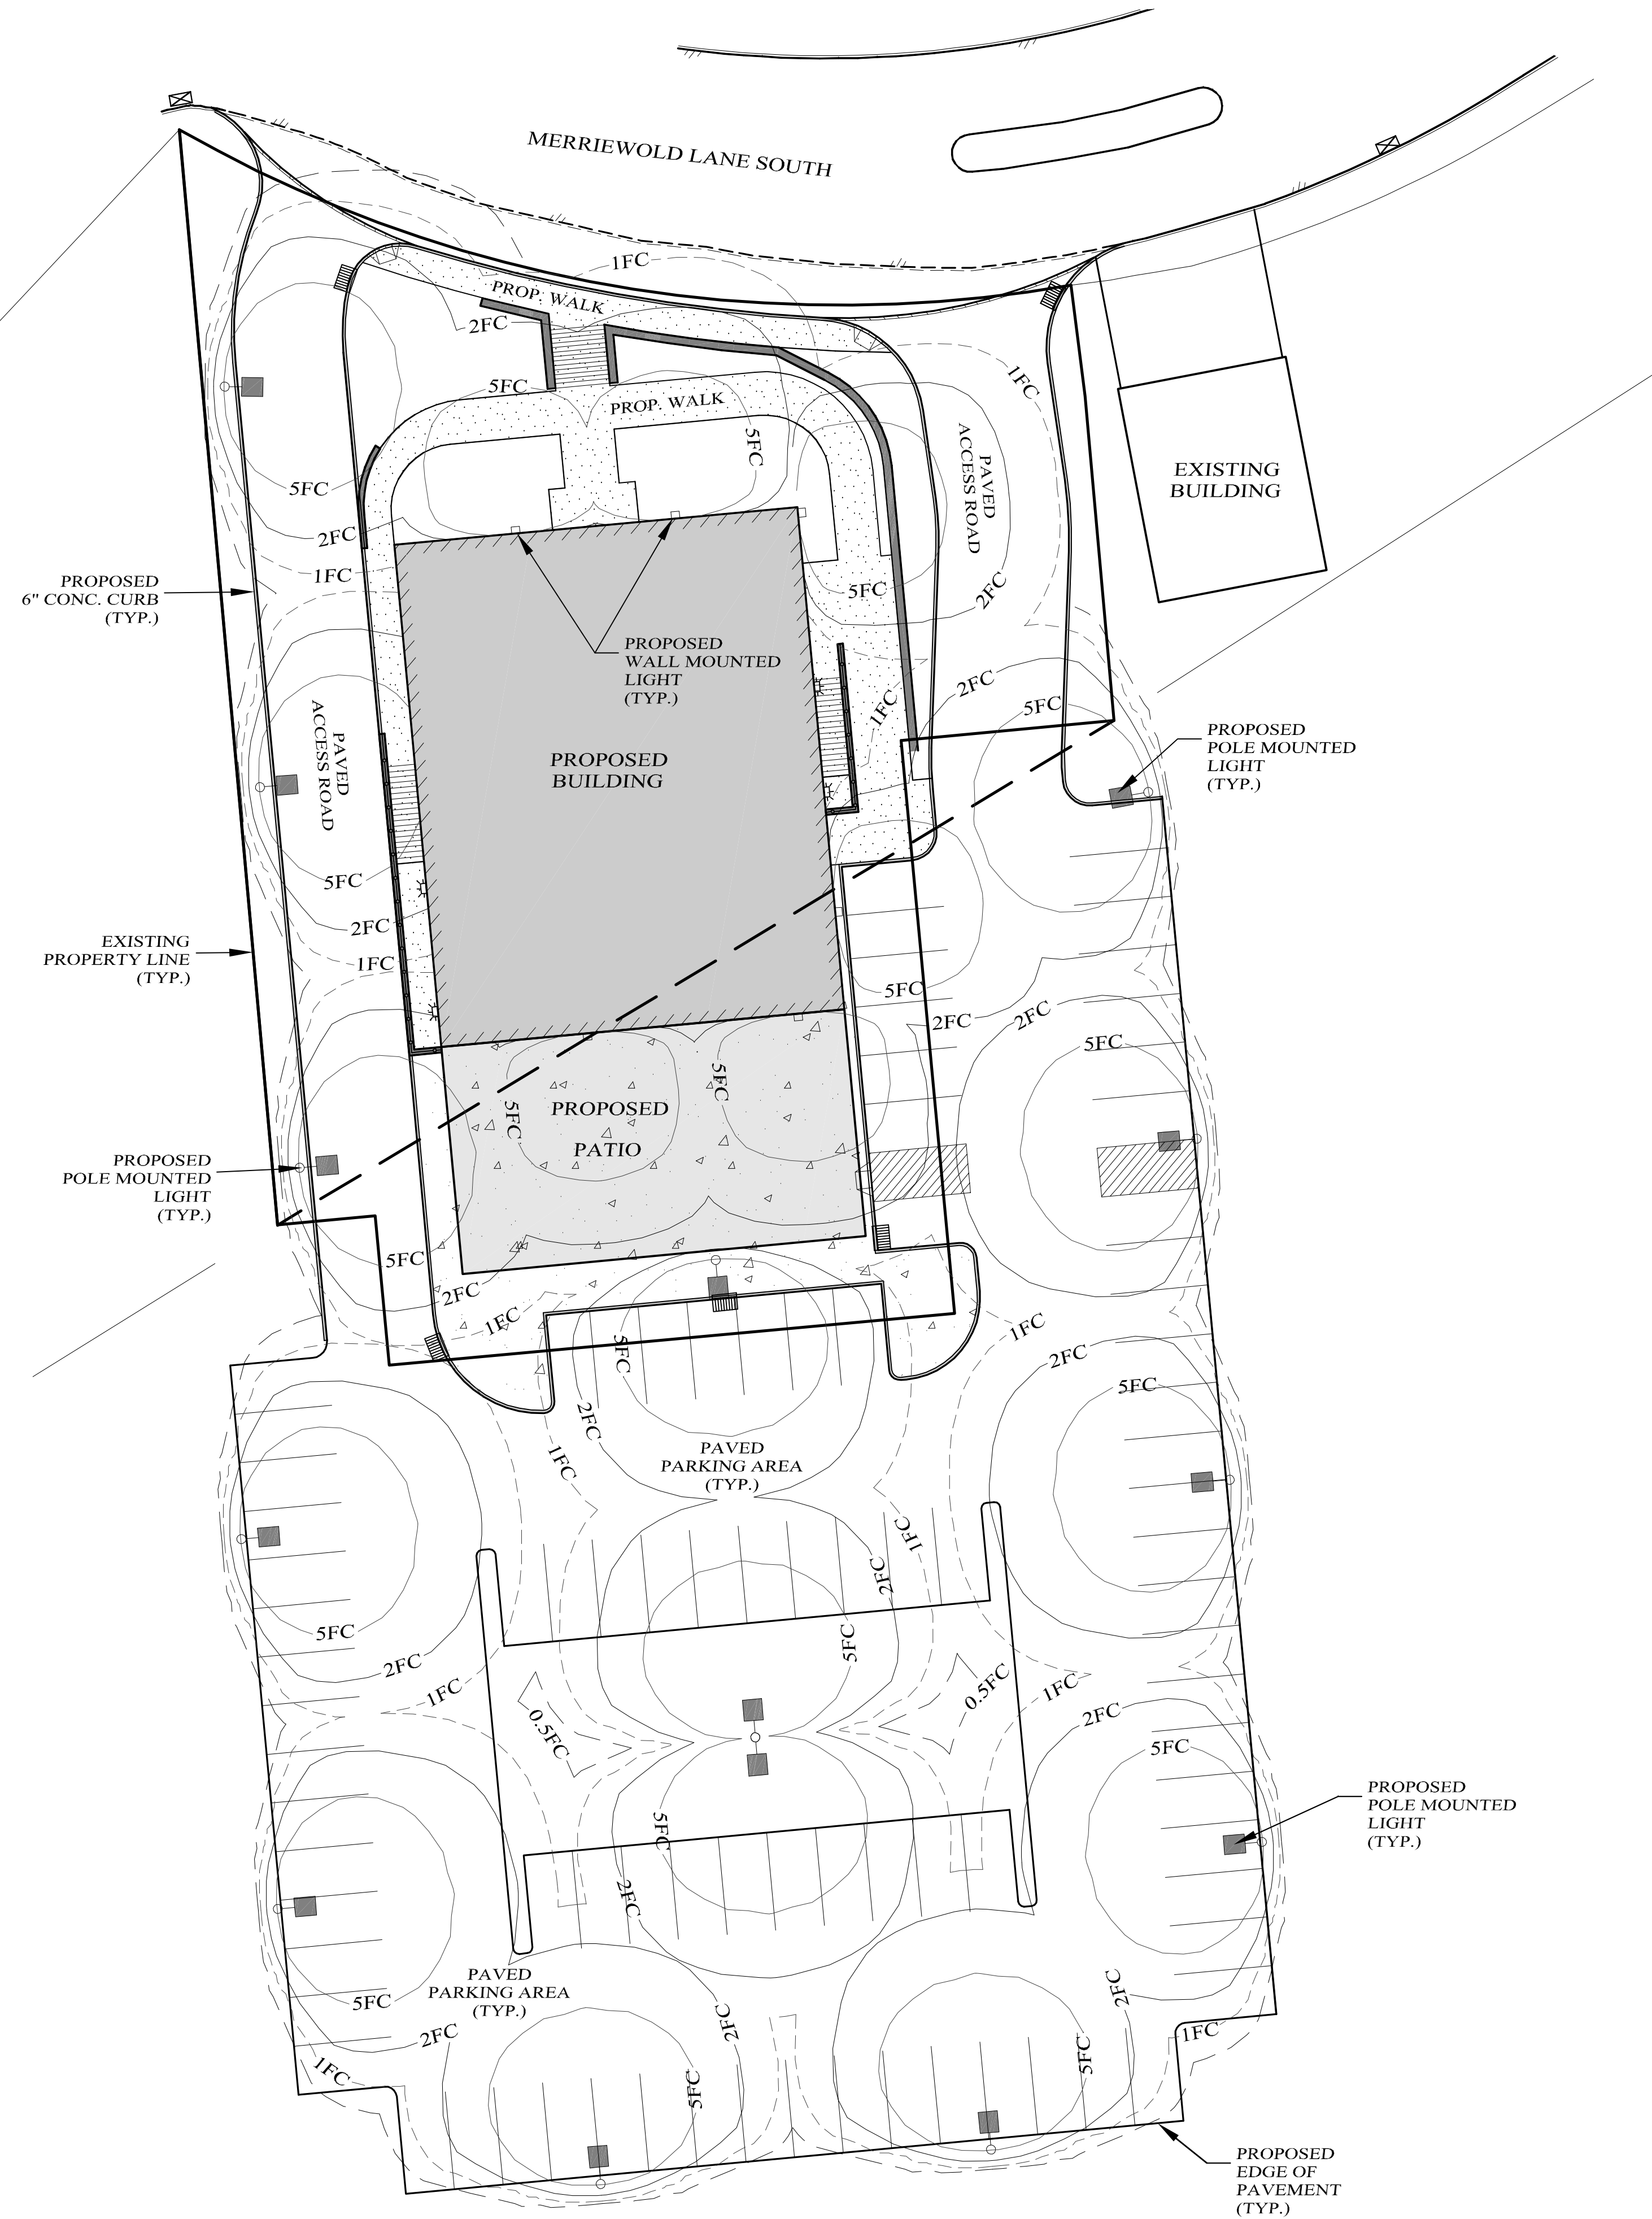 MERRIEWOLD LANE SOUTH
1FC
PROP. WALK
2FC
5FC
PROP. WALK
5FC
1FC
PAVED
ACCESS ROAD
EXISTING
BUILDING
5FC
2FC
1FC
5FC
2FC
PROPOSED
6" CONC. CURB
(TYP.)
PROPOSED
WALL MOUNTED
LIGHT
(TYP.)
1FC
2FC
5FC
PAVED
ACCESS ROAD
PROPOSED
BUILDING
PROPOSED
POLE MOUNTED
LIGHT
(TYP.)
5FC
2FC
1FC
EXISTING
PROPERTY LINE
(TYP.)
5FC
2FC
2FC
5FC
5FC
5FC
PROPOSED
PATIO
PROPOSED
POLE MOUNTED
LIGHT
(TYP.)
5FC
2FC
1FC
1FC
5FC
2FC
5FC
2FC
1FC
PAVED
PARKING AREA
(TYP.)
1FC
2FC
5FC
5FC
2FC
1FC
0.5FC
0.5FC
1FC
2FC
5FC
5FC
2FC
PROPOSED
POLE MOUNTED
LIGHT
(TYP.)
PAVED
PARKING AREA
(TYP.)
5FC
2FC
1FC
2FC
5FC
2FC
5FC
1FC
PROPOSED
EDGE OF
PAVEMENT
(TYP.)